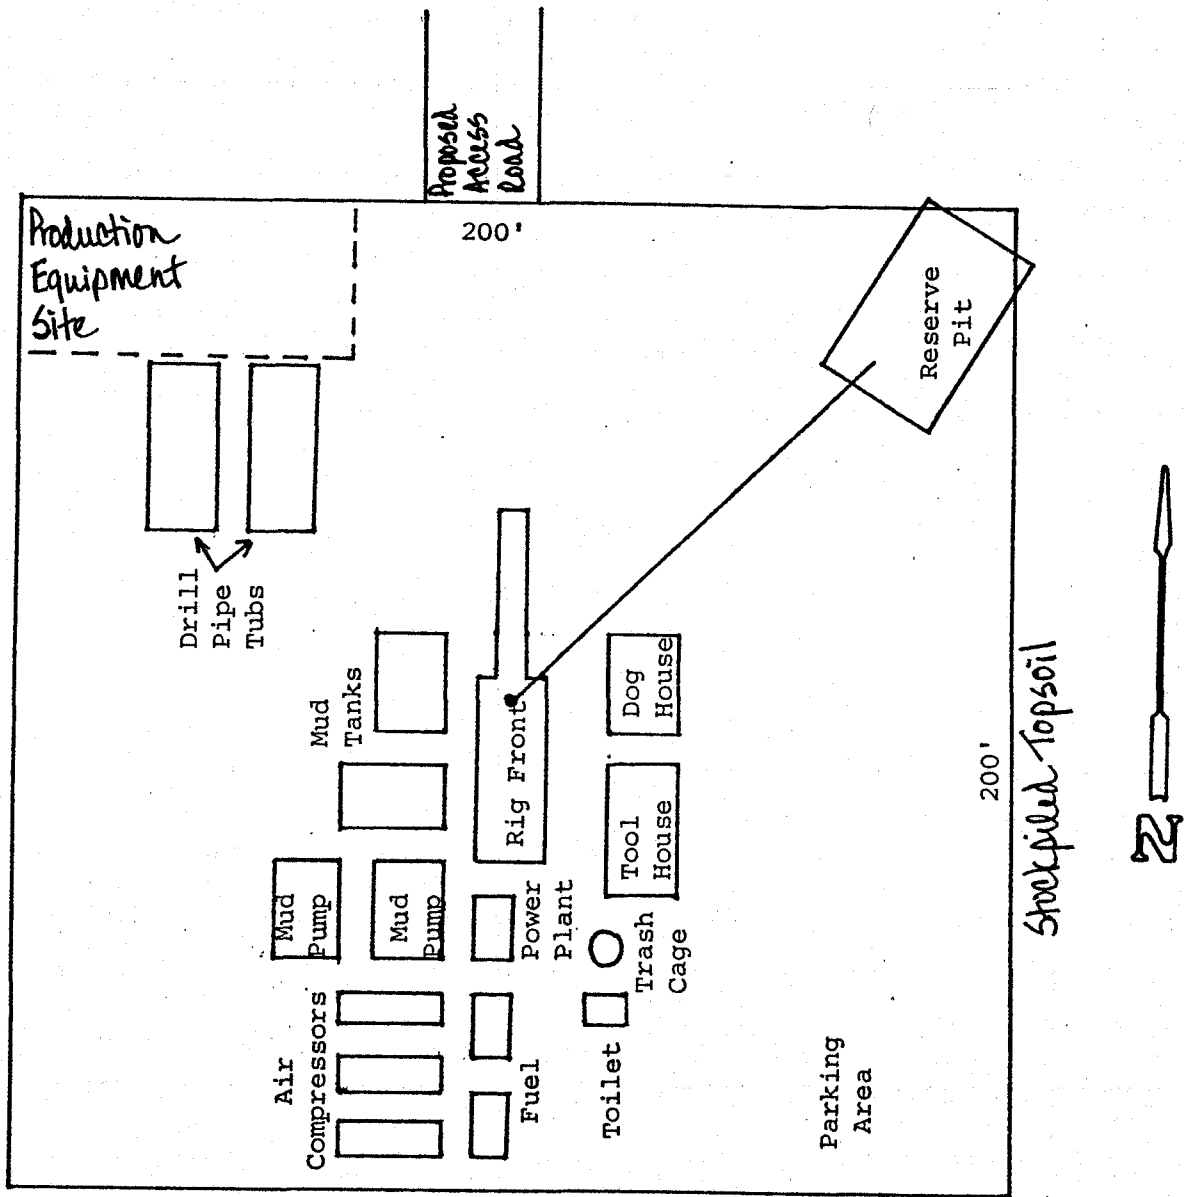 Proposed
Access
Road
Production
Equipment
Site
200'
Reserve
Pit
Drill
Pipe
Tubs
Mud
Tanks
Rig Front
Dog
House
Tool
House
200'
Stockpiled Topsoil
Mud
Pump
Mud
Pump
Power
Plant
Trash
Cage
Air
Compressors
Fuel
Toilet
Parking
Area
N